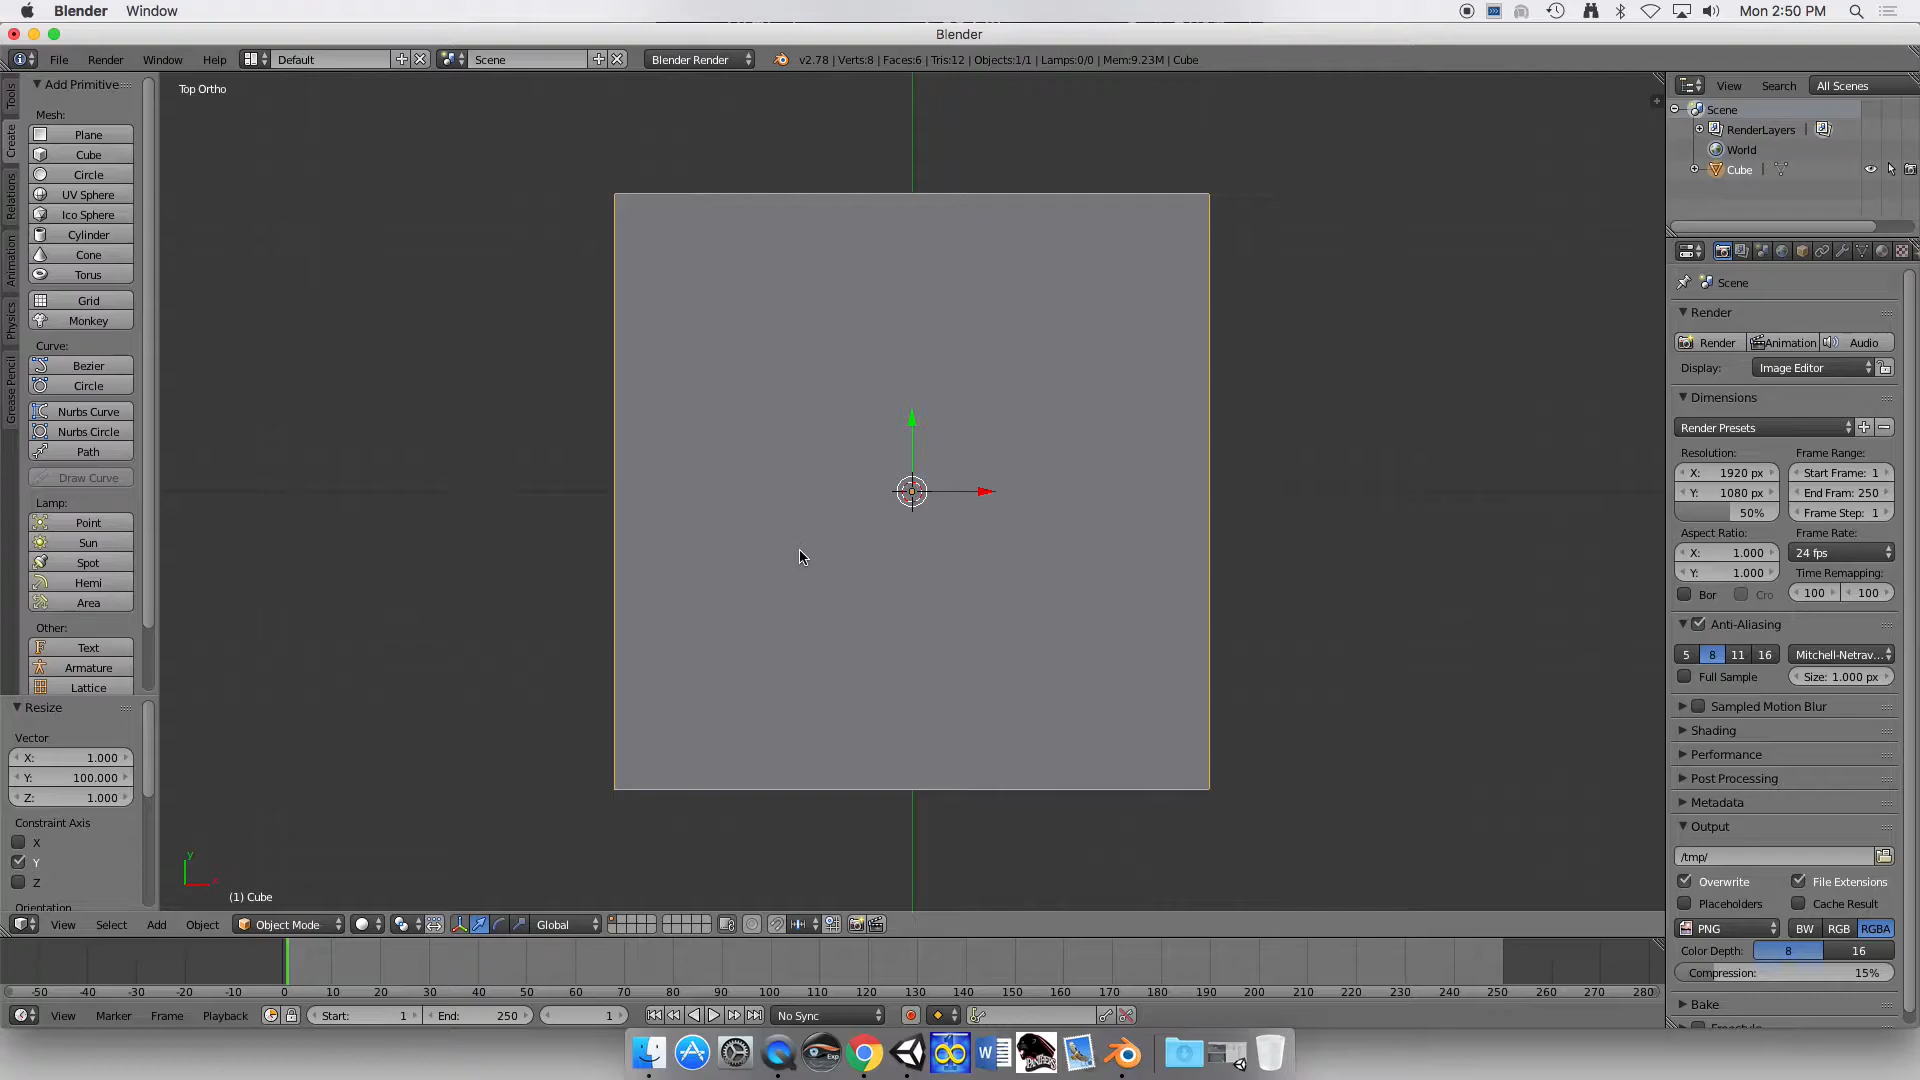 Blender Window Mon 2:50 PM
Blender
File Render Window Help Default Scene Blender Render v2.78 | Verts:8 | Faces:6 | Tris:12 | Objects:1/1 | Lamps:0/0 | Mem:9.23M | Cube
Tools
Create
Relations
Animation
Physics
Grease Pencil
Add Primitive
Mesh:
Plane
Cube
Circle
UV Sphere
Ico Sphere
Cylinder
Cone
Torus
Grid
Monkey
Curve:
Bezier
Circle
Nurbs Curve
Nurbs Circle
Path
Draw Curve
Lamp:
Point
Sun
Spot
Hemi
Area
Other:
Text
Armature
Lattice
Resize
Vector
X: 1.000
Y: 100.000
Z: 1.000
Constraint Axis
X
Y
Z
Orientation
Top Ortho
y
x
(1) Cube
View Select Add Object Object Mode Global
-50 -40 -30 -20 -10 0 10 20 30 40 50 60 70 80 90 100 110 120 130 140 150 160 170 180 190 200 210 220 230 240 250 260 270 280
View Marker Frame Playback Start: 1 End: 250 1 No Sync
View Search All Scenes
Scene
RenderLayers
World
Cube
Scene
Render
Render Animation Audio
Display: Image Editor
Dimensions
Render Presets
Resolution: Frame Range:
X: 1920 px Start Frame: 1
Y: 1080 px End Fram: 250
50% Frame Step: 1
Aspect Ratio: Frame Rate:
X: 1.000 24 fps
Y: 1.000 Time Remapping:
Bor Cro 100 100
Anti-Aliasing
5 8 11 16 Mitchell-Netrav...
Full Sample Size: 1.000 px
Sampled Motion Blur
Shading
Performance
Post Processing
Metadata
Output
/tmp/
Overwrite File Extensions
Placeholders Cache Result
PNG BW RGB RGBA
Color Depth: 8 16
Compression: 15%
Bake
Freestyle
Exp
W
PANTHERS